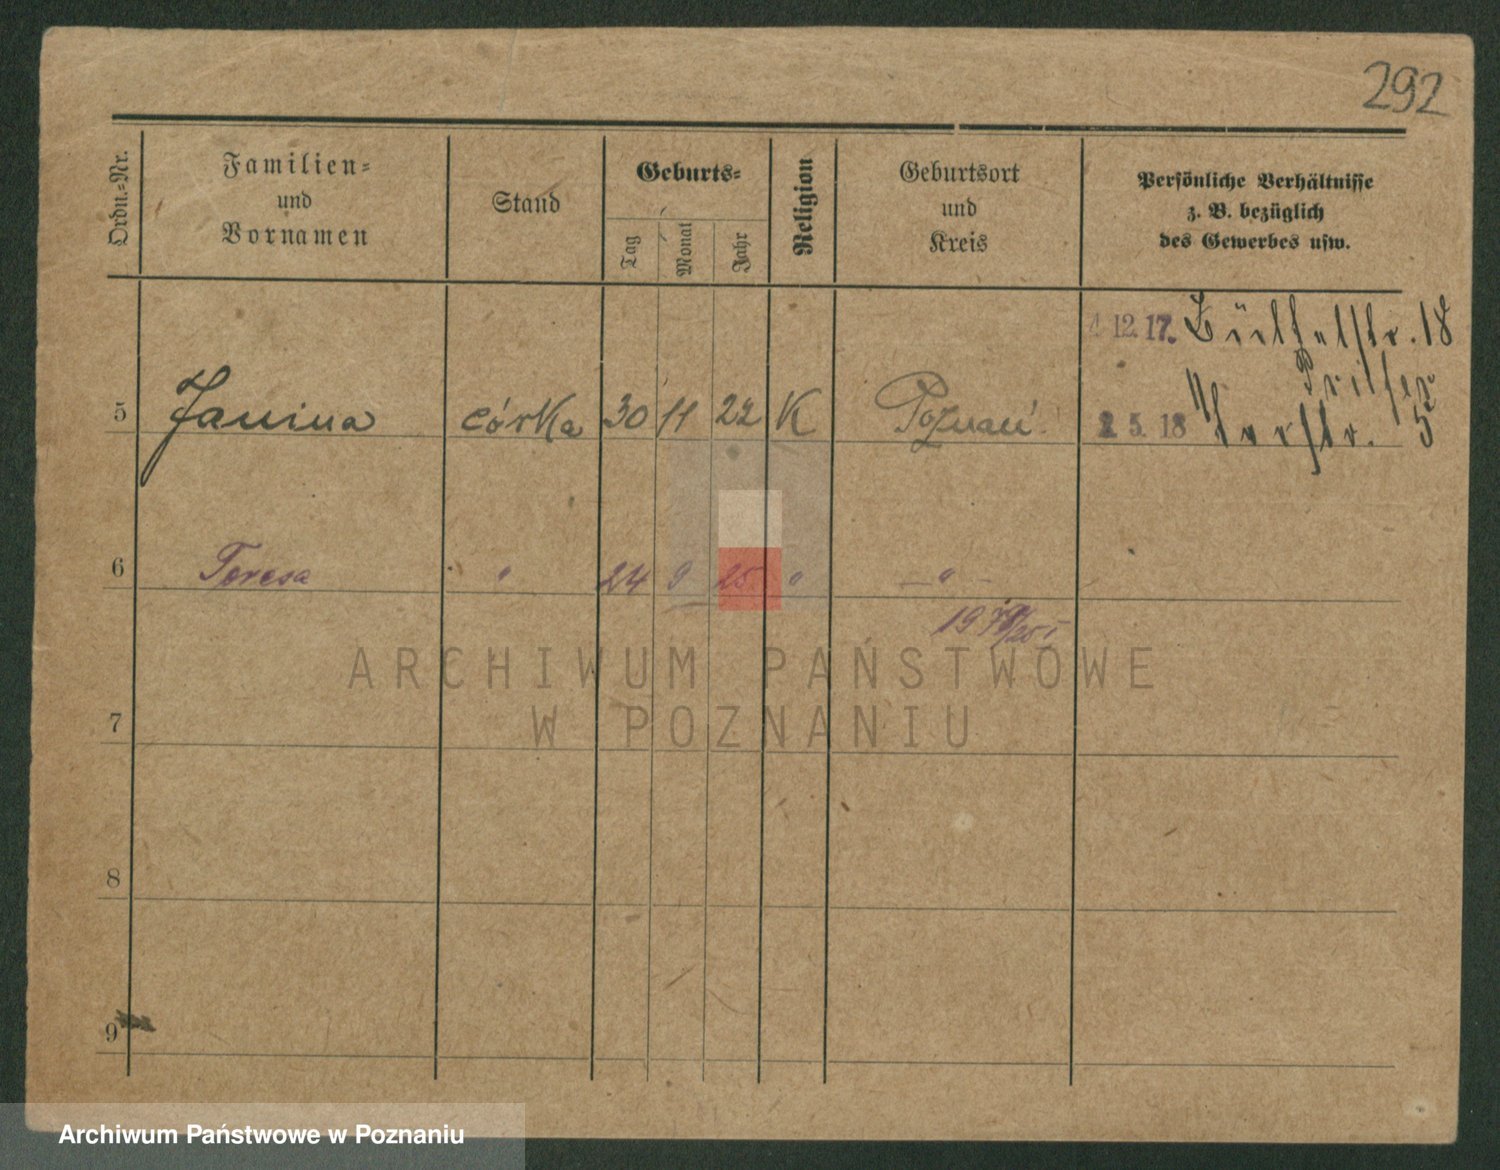 292
Ordn.-Nr.
Familien-
und
Vornamen
Stand
Geburts-
Tag
Monat
Jahr
Religion
Geburtsort
und
Kreis
Persönliche Verhältnisse
z. B. bezüglich
des Gewerbes usw.
12.17. 18
5 Janina córka 30 11 22 K Poznań
5. 18 5
6 Teresa " 24 9 25 " — " —
7
8
9
ARCHIWUM PAŃSTWOWE
W POZNANIU
Archiwum Państwowe w Poznaniu